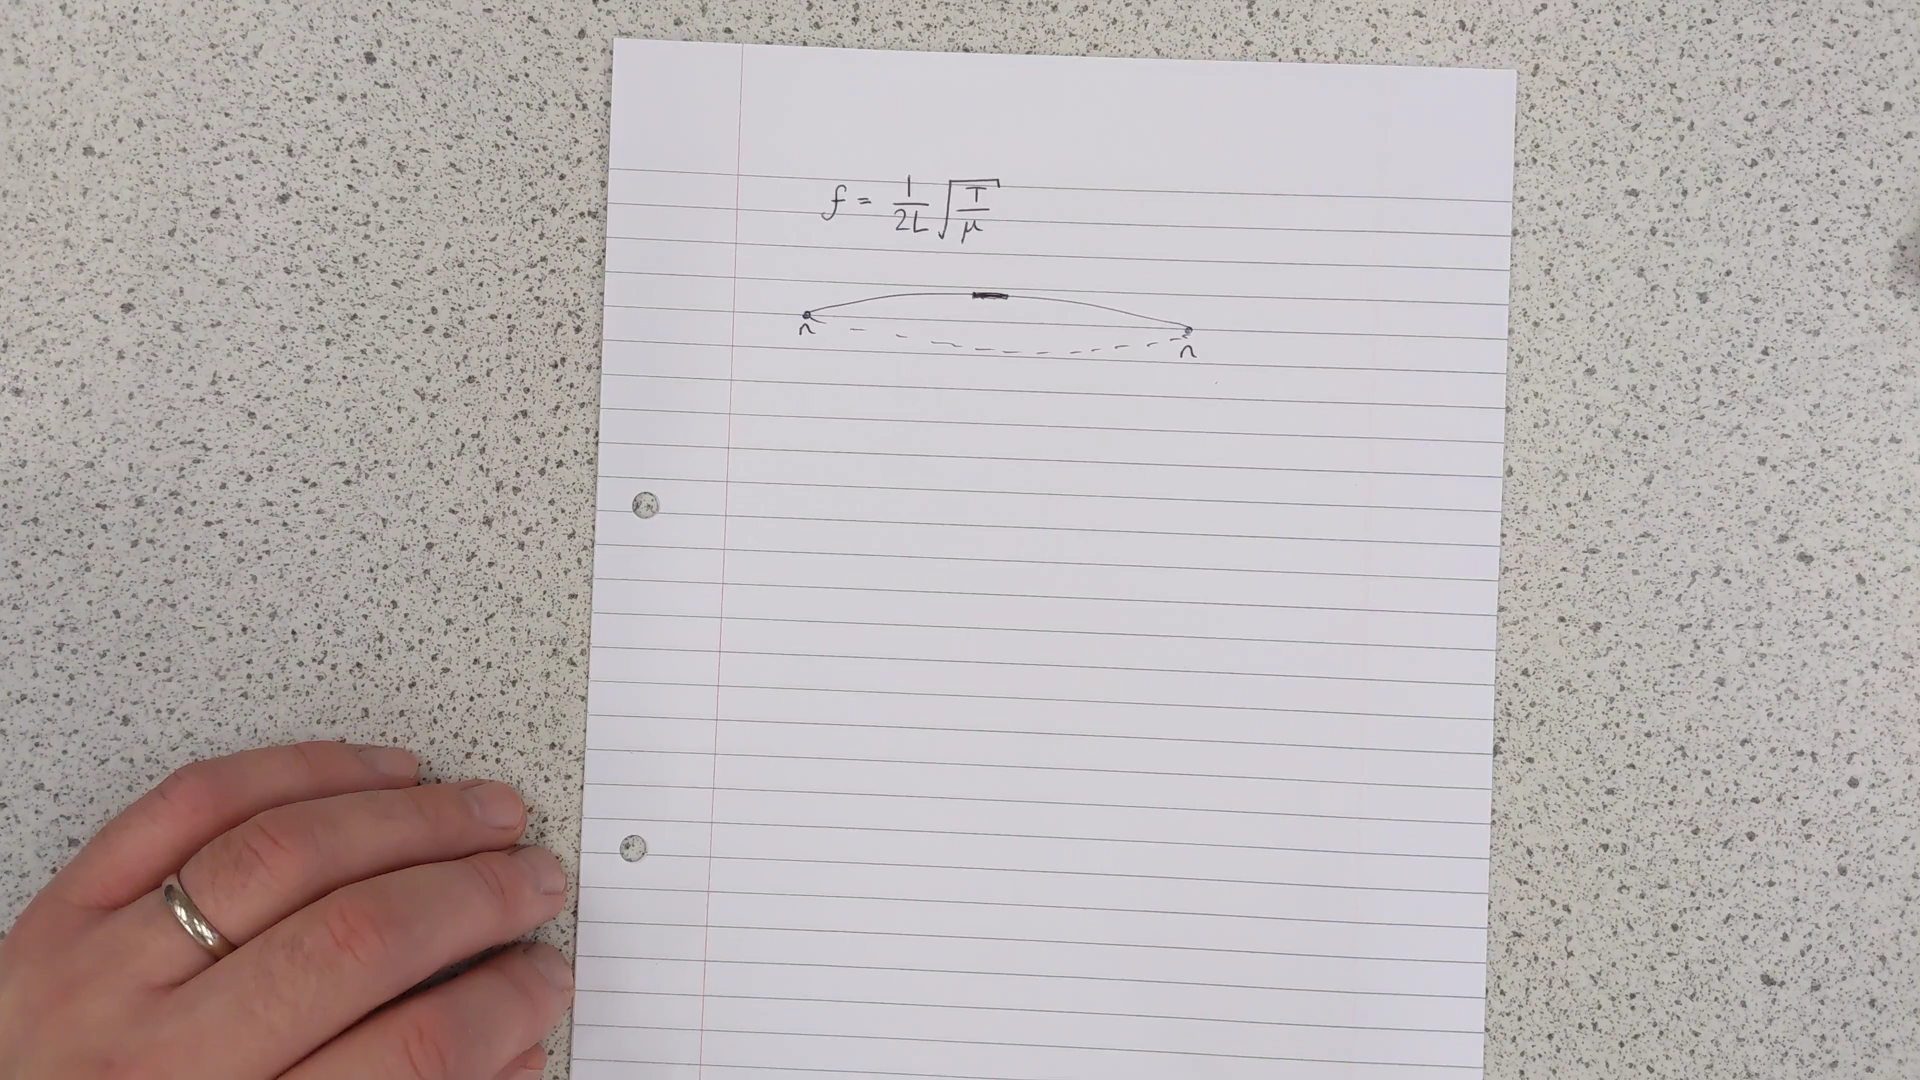 f = 1/2L √T/μ
n n